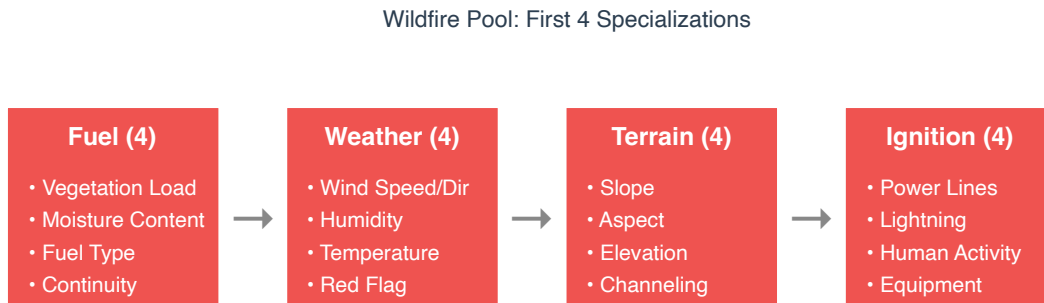 Wildfire Pool: First 4 Specializations
Fuel (4)
• Vegetation Load
• Moisture Content
• Fuel Type
• Continuity
Weather (4)
• Wind Speed/Dir
• Humidity
• Temperature
• Red Flag
Terrain (4)
• Slope
• Aspect
• Elevation
• Channeling
Ignition (4)
• Power Lines
• Lightning
• Human Activity
• Equipment